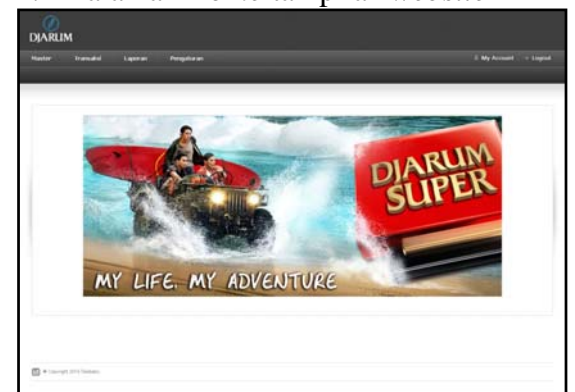 DJARUM
Master Transaksi Laporan Pengaturan My Account Logout
DJARUM
SUPER
MY LIFE, MY ADVENTURE